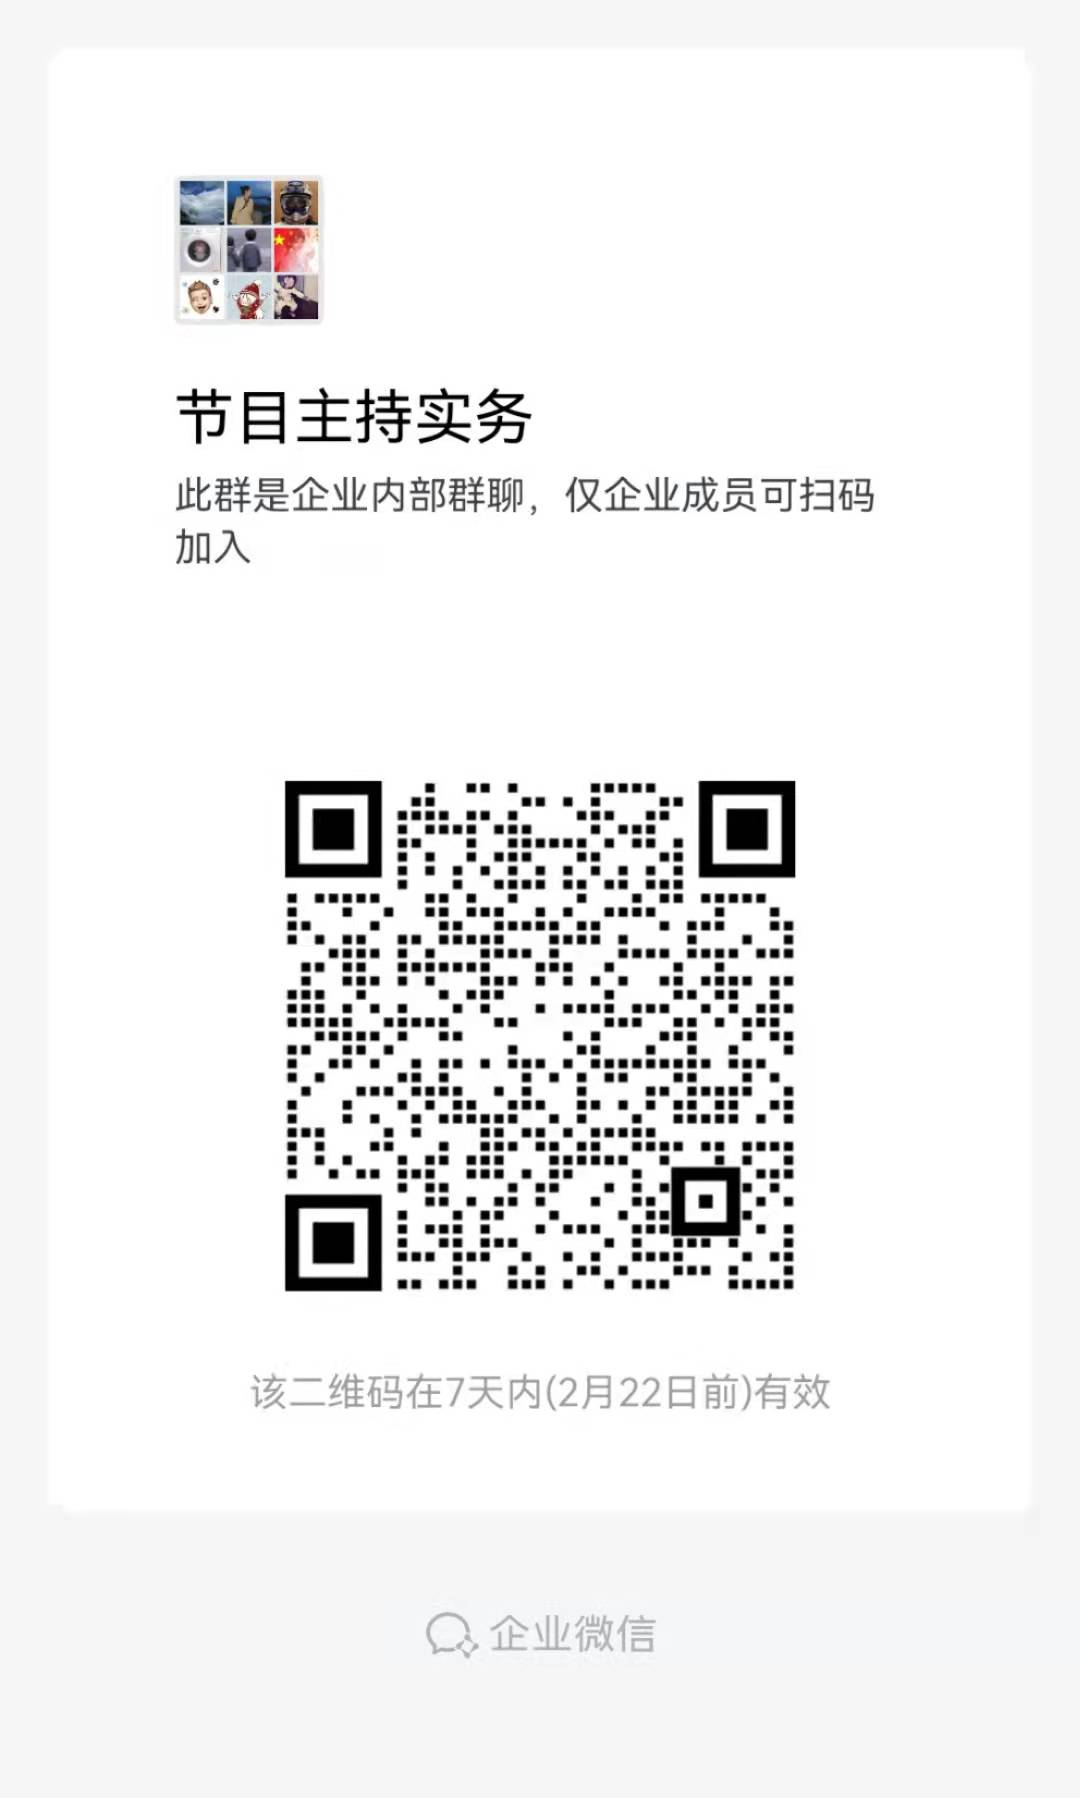 节目主持实务
此群是企业内部群聊，仅企业成员可扫码
加入
该二维码在7天内(2月22日前)有效
企业微信